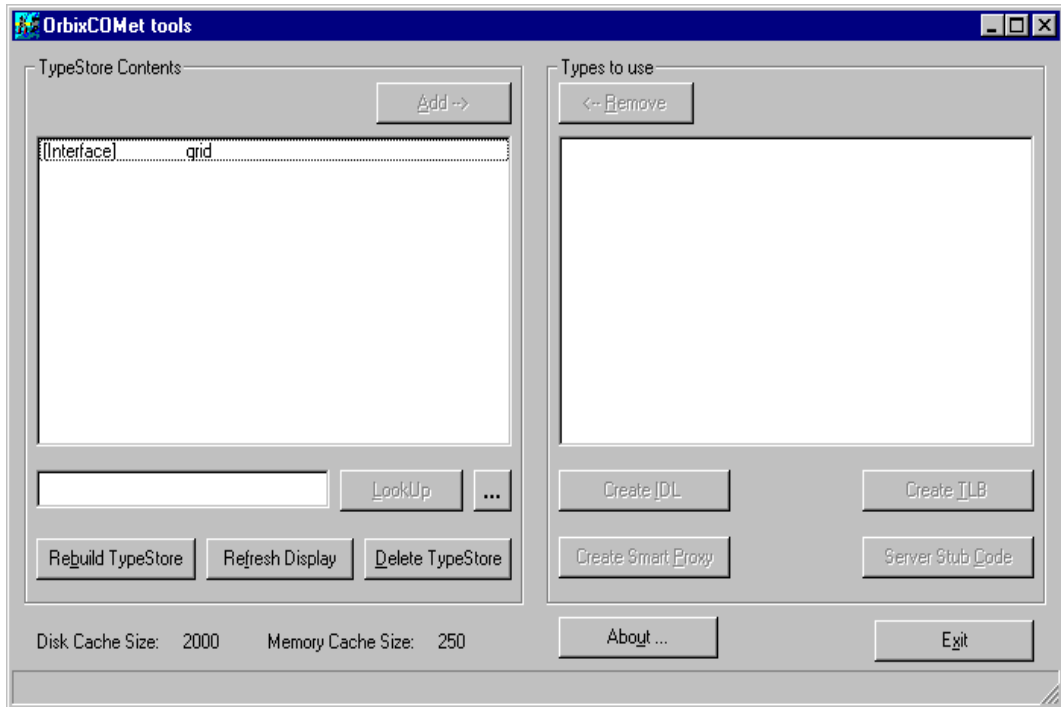 OrbixCOMet tools
TypeStore Contents
Add -->
[Interface] grid
LookUp ...
Rebuild TypeStore Refresh Display Delete TypeStore
Types to use
<-- Remove
Create IDL Create TLB
Create Smart Proxy Server Stub Code
Disk Cache Size: 2000 Memory Cache Size: 250 About ... Exit